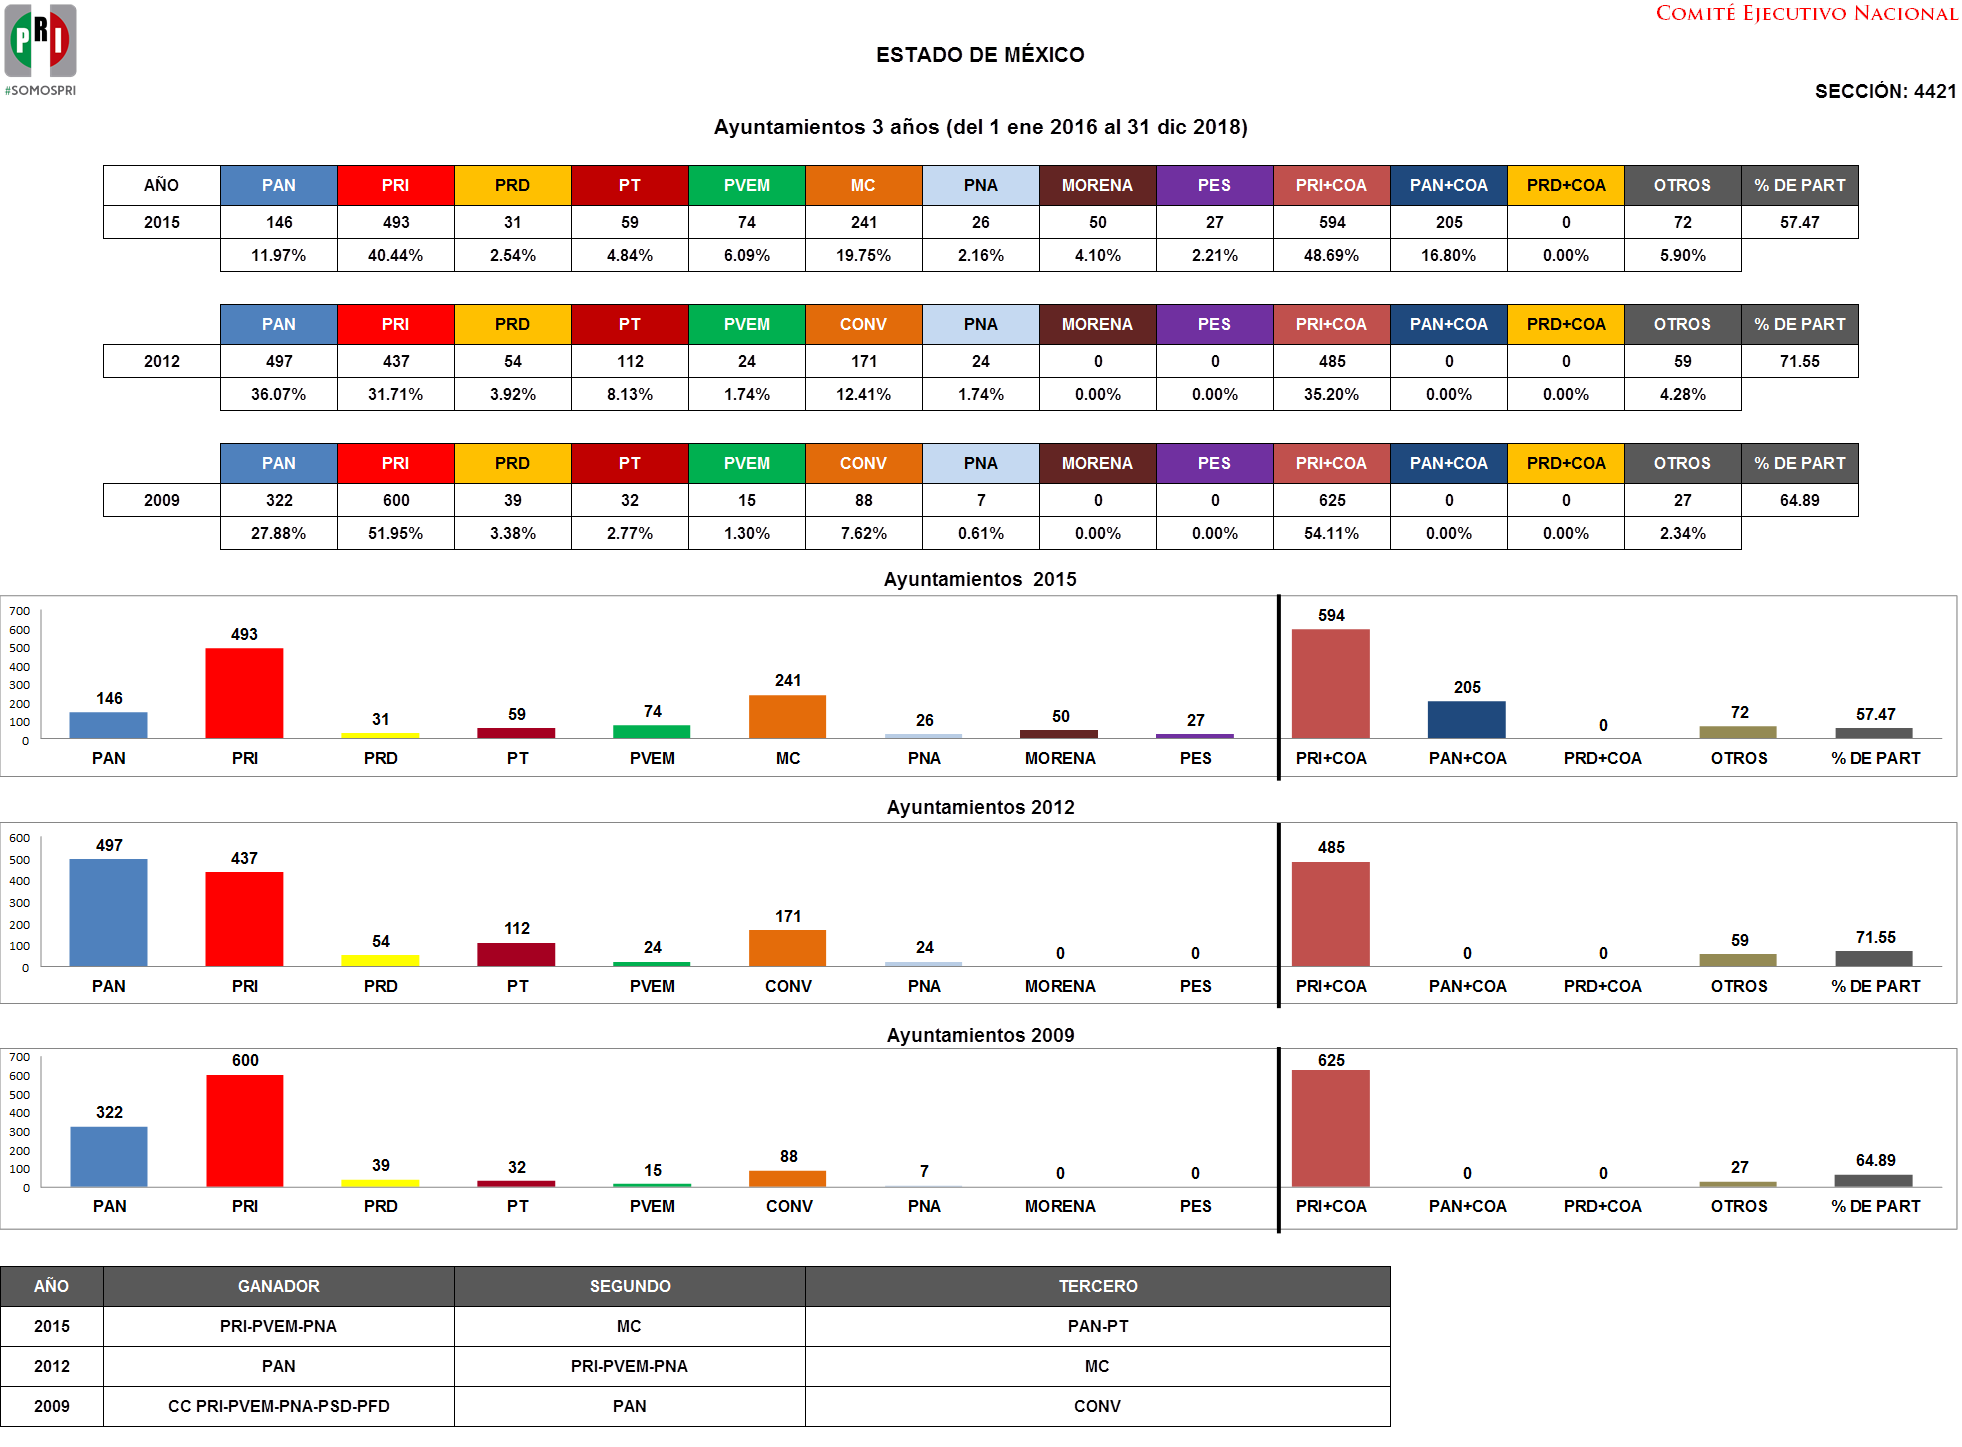 PRI
#SOMOSPRI
COMITÉ EJECUTIVO NACIONAL
ESTADO DE MÉXICO
SECCIÓN: 4421
Ayuntamientos 3 años (del 1 ene 2016 al 31 dic 2018)
AÑO PAN PRI PRD PT PVEM MC PNA MORENA PES PRI+COA PAN+COA PRD+COA OTROS % DE PART
2015 146 493 31 59 74 241 26 50 27 594 205 0 72 57.47
11.97% 40.44% 2.54% 4.84% 6.09% 19.75% 2.16% 4.10% 2.21% 48.69% 16.80% 0.00% 5.90%
PAN PRI PRD PT PVEM CONV PNA MORENA PES PRI+COA PAN+COA PRD+COA OTROS % DE PART
2012 497 437 54 112 24 171 24 0 0 485 0 0 59 71.55
36.07% 31.71% 3.92% 8.13% 1.74% 12.41% 1.74% 0.00% 0.00% 35.20% 0.00% 0.00% 4.28%
PAN PRI PRD PT PVEM CONV PNA MORENA PES PRI+COA PAN+COA PRD+COA OTROS % DE PART
2009 322 600 39 32 15 88 7 0 0 625 0 0 27 64.89
27.88% 51.95% 3.38% 2.77% 1.30% 7.62% 0.61% 0.00% 0.00% 54.11% 0.00% 0.00% 2.34%
Ayuntamientos 2015
700
600
500
400
300
200
100
0
146 493 31 59 74 241 26 50 27 594 205 0 72 57.47
PAN PRI PRD PT PVEM MC PNA MORENA PES PRI+COA PAN+COA PRD+COA OTROS % DE PART
Ayuntamientos 2012
600
500
400
300
200
100
0
497 437 54 112 24 171 24 0 0 485 0 0 59 71.55
PAN PRI PRD PT PVEM CONV PNA MORENA PES PRI+COA PAN+COA PRD+COA OTROS % DE PART
Ayuntamientos 2009
700
600
500
400
300
200
100
0
322 600 39 32 15 88 7 0 0 625 0 0 27 64.89
PAN PRI PRD PT PVEM CONV PNA MORENA PES PRI+COA PAN+COA PRD+COA OTROS % DE PART
AÑO GANADOR SEGUNDO TERCERO
2015 PRI-PVEM-PNA MC PAN-PT
2012 PAN PRI-PVEM-PNA MC
2009 CC PRI-PVEM-PNA-PSD-PFD PAN CONV